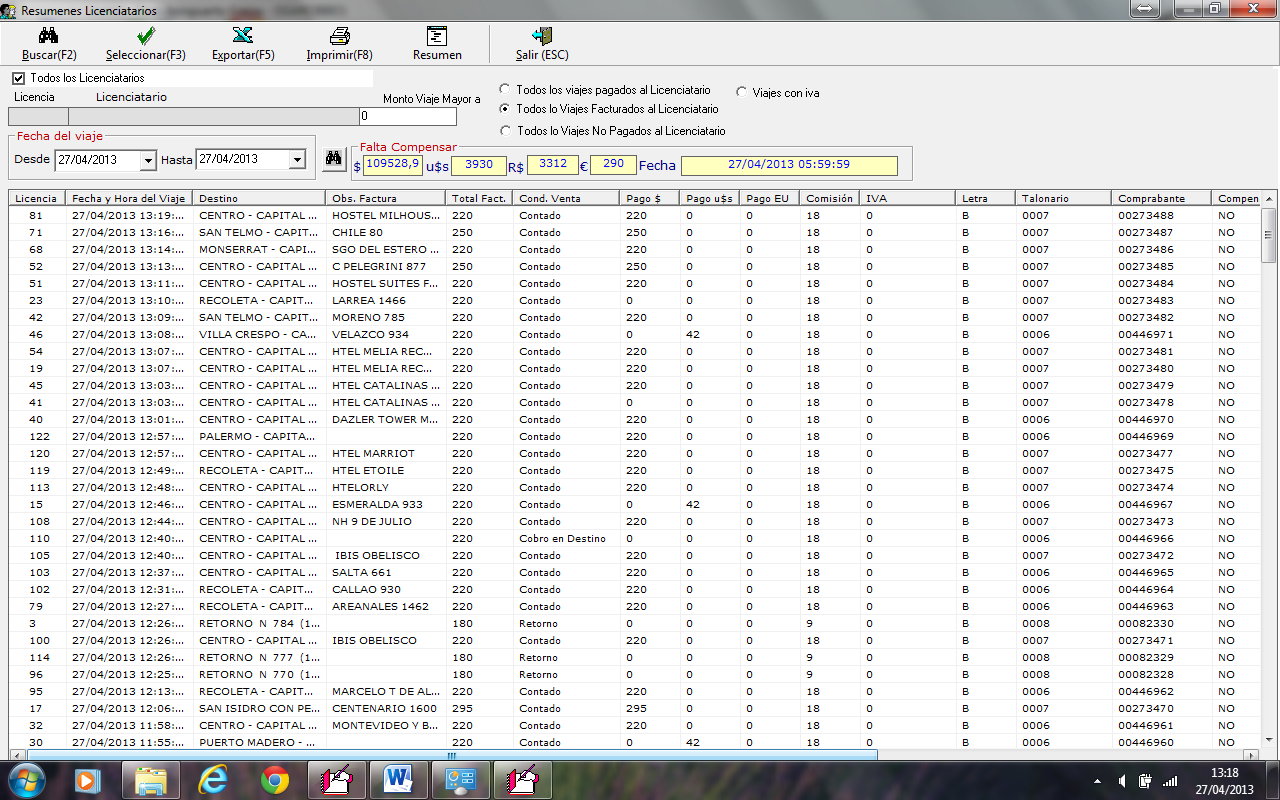 Resumenes Licenciatarios
Buscar(F2) Seleccionar(F3) Exportar(F5) Imprimir(F8) Resumen Salir (ESC)
Todos los Licenciatarios
Licencia Licenciatario Monto Viaje Mayor a
0
Todos los viajes pagados al Licenciatario Viajes con iva
Todos lo Viajes Facturados al Licenciatario
Todos lo Viajes No Pagados al Licenciatario
Fecha del viaje
Desde 27/04/2013 Hasta 27/04/2013
Falta Compensar
$ 109528,9 u$s 3930 R$ 3312 € 290 Fecha 27/04/2013 05:59:59
Licencia Fecha y Hora del Viaje Destino Obs. Factura Total Fact. Cond. Venta Pago $ Pago u$s Pago EU Comisión IVA Letra Talonario Comprobante Compen
81 27/04/2013 13:19:... CENTRO - CAPITAL ... HOSTEL MILHOUS... 220 Contado 220 0 0 18 0 B 0007 00273488 NO
71 27/04/2013 13:16:... SAN TELMO - CAPIT... CHILE 80 250 Contado 250 0 0 18 0 B 0007 00273487 NO
68 27/04/2013 13:14:... MONSERRAT - CAPI... SGO DEL ESTERO ... 220 Contado 220 0 0 18 0 B 0007 00273486 NO
52 27/04/2013 13:13:... CENTRO - CAPITAL ... C PELEGRINI 877 250 Contado 250 0 0 18 0 B 0007 00273485 NO
51 27/04/2013 13:11:... CENTRO - CAPITAL ... HOSTEL SUITES F... 220 Contado 220 0 0 18 0 B 0007 00273484 NO
23 27/04/2013 13:10:... RECOLETA - CAPIT... LARREA 1466 220 Contado 0 0 0 18 0 B 0007 00273483 NO
42 27/04/2013 13:09:... SAN TELMO - CAPIT... MORENO 785 220 Contado 220 0 0 18 0 B 0007 00273482 NO
46 27/04/2013 13:08:... VILLA CRESPO - CA... VELAZCO 934 220 Contado 0 42 0 18 0 B 0006 00446971 NO
54 27/04/2013 13:07:... CENTRO - CAPITAL ... HTEL MELIA REC... 220 Contado 220 0 0 18 0 B 0007 00273481 NO
19 27/04/2013 13:07:... CENTRO - CAPITAL ... HTEL MELIA REC... 220 Contado 220 0 0 18 0 B 0007 00273480 NO
45 27/04/2013 13:03:... CENTRO - CAPITAL ... HTEL CATALINAS ... 220 Contado 220 0 0 18 0 B 0007 00273479 NO
41 27/04/2013 13:03:... CENTRO - CAPITAL ... HTEL CATALINAS ... 220 Contado 0 0 0 18 0 B 0007 00273478 NO
40 27/04/2013 13:01:... CENTRO - CAPITAL ... DAZLER TOWER M... 220 Contado 220 0 0 18 0 B 0006 00446970 NO
122 27/04/2013 12:57:... PALERMO - CAPITA... 220 Contado 220 0 0 18 0 B 0006 00446969 NO
120 27/04/2013 12:57:... CENTRO - CAPITAL ... HTEL MARRIOT 220 Contado 220 0 0 18 0 B 0007 00273477 NO
119 27/04/2013 12:49:... RECOLETA - CAPIT... HTEL ETOILE 220 Contado 220 0 0 18 0 B 0007 00273475 NO
113 27/04/2013 12:48:... CENTRO - CAPITAL ... HTELORLY 220 Contado 220 0 0 18 0 B 0007 00273474 NO
15 27/04/2013 12:46:... CENTRO - CAPITAL ... ESMERALDA 933 220 Contado 0 42 0 18 0 B 0006 00446967 NO
108 27/04/2013 12:44:... CENTRO - CAPITAL ... NH 9 DE JULIO 220 Contado 220 0 0 18 0 B 0007 00273473 NO
110 27/04/2013 12:40:... CENTRO - CAPITAL ... 220 Cobro en Destino 0 0 0 18 0 B 0006 00446966 NO
105 27/04/2013 12:40:... CENTRO - CAPITAL ... IBIS OBELISCO 220 Contado 220 0 0 18 0 B 0007 00273472 NO
103 27/04/2013 12:37:... CENTRO - CAPITAL ... SALTA 661 220 Contado 220 0 0 18 0 B 0006 00446965 NO
102 27/04/2013 12:31:... RECOLETA - CAPIT... CALLAO 930 220 Contado 220 0 0 18 0 B 0006 00446964 NO
79 27/04/2013 12:27:... RECOLETA - CAPIT... AREANALES 1462 220 Contado 220 0 0 18 0 B 0006 00446963 NO
3 27/04/2013 12:26:... RETORNO N 784 (1... 180 Retorno 0 0 0 9 0 B 0008 00082330 NO
100 27/04/2013 12:26:... CENTRO - CAPITAL ... IBIS OBELISCO 220 Contado 220 0 0 18 0 B 0007 00273471 NO
114 27/04/2013 12:26:... RETORNO N 777 (1... 180 Retorno 0 0 0 9 0 B 0008 00082329 NO
96 27/04/2013 12:25:... RETORNO N 770 (1... 180 Retorno 0 0 0 9 0 B 0008 00082328 NO
95 27/04/2013 12:13:... RECOLETA - CAPIT... MARCELO T DE AL... 220 Contado 220 0 0 18 0 B 0006 00446962 NO
17 27/04/2013 12:06:... SAN ISIDRO CON PE... CENTENARIO 1600 295 Contado 295 0 0 18 0 B 0007 00273470 NO
32 27/04/2013 11:58:... CENTRO - CAPITAL ... MONTEVIDEO Y B... 220 Contado 220 0 0 18 0 B 0006 00446961 NO
30 27/04/2013 11:55:... PUERTO MADERO - ... 220 Contado 0 42 0 18 0 B 0006 00446960 NO
13:18
27/04/2013